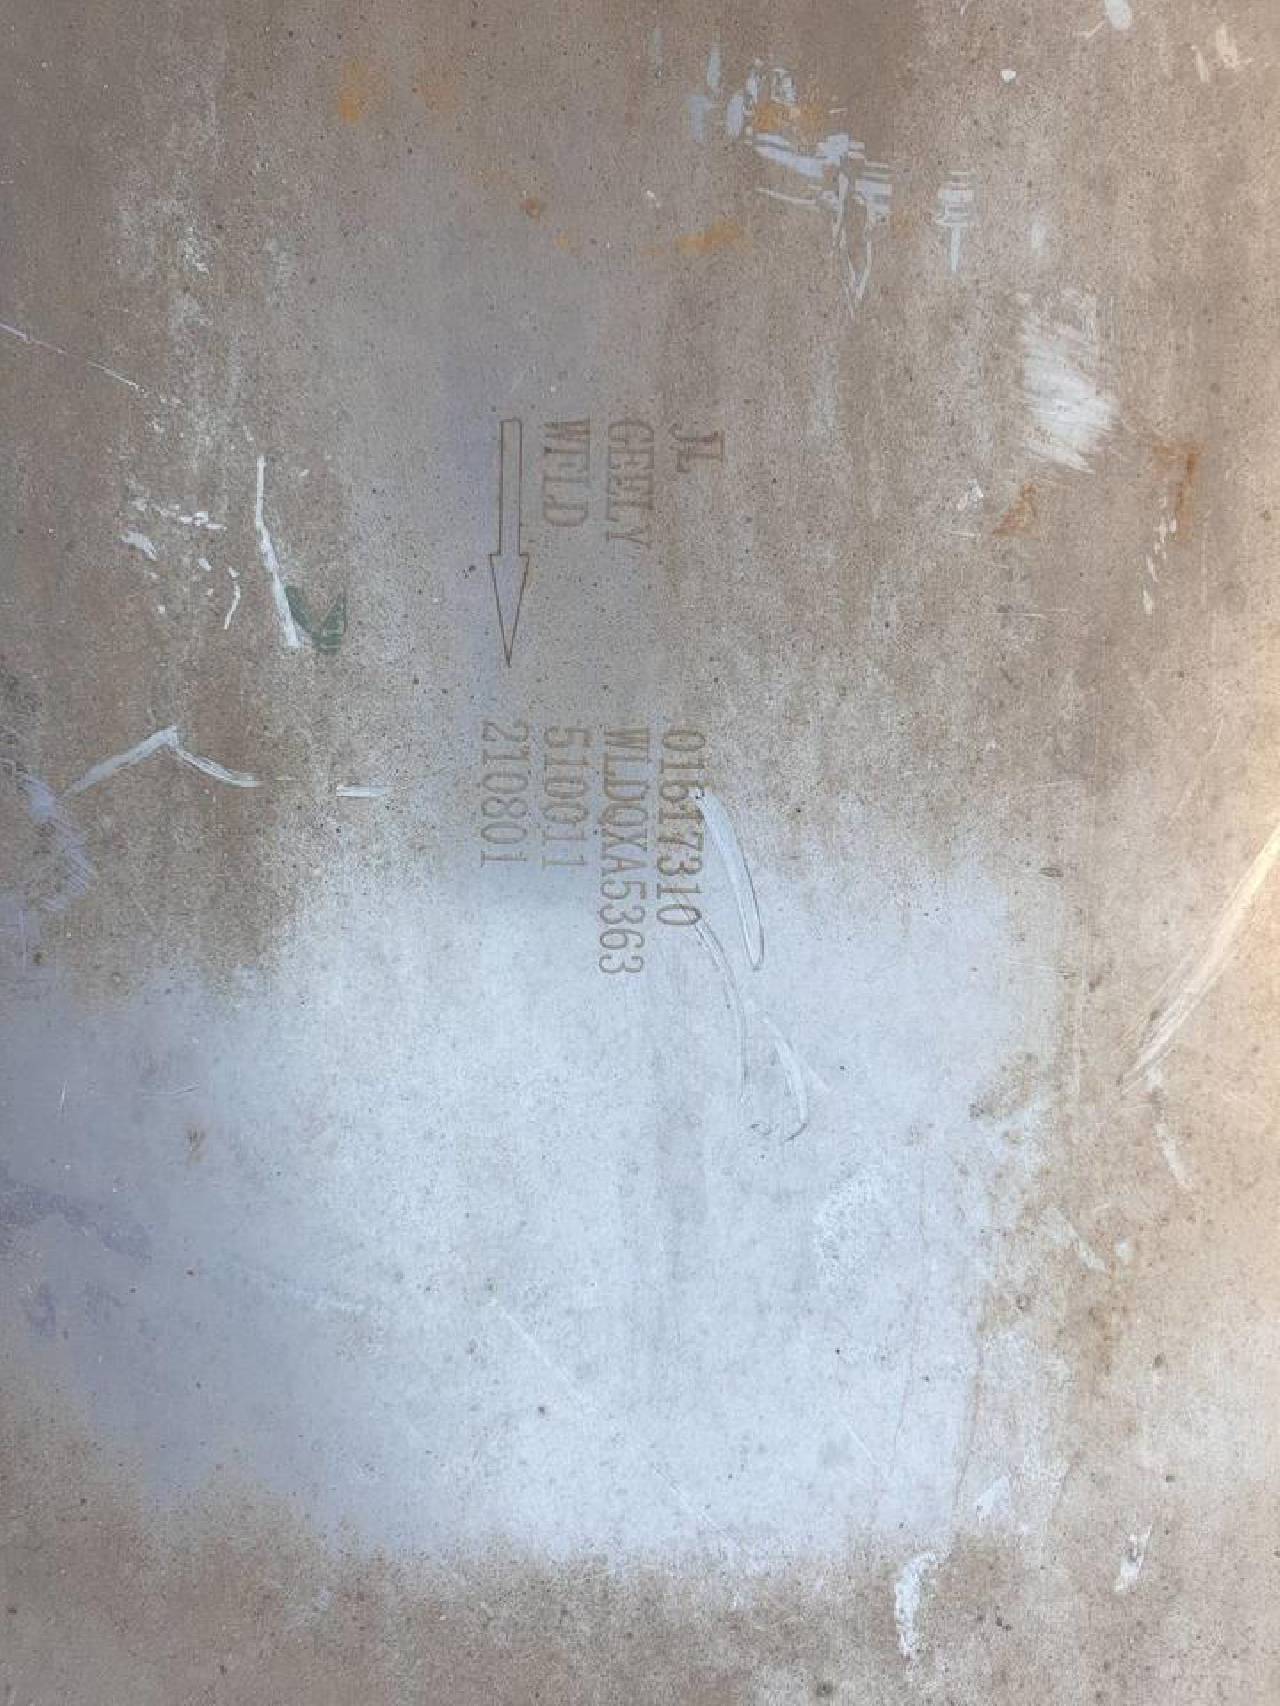 JL
GEELY
WELD
01617310
WLDQXA5363
510011
210801